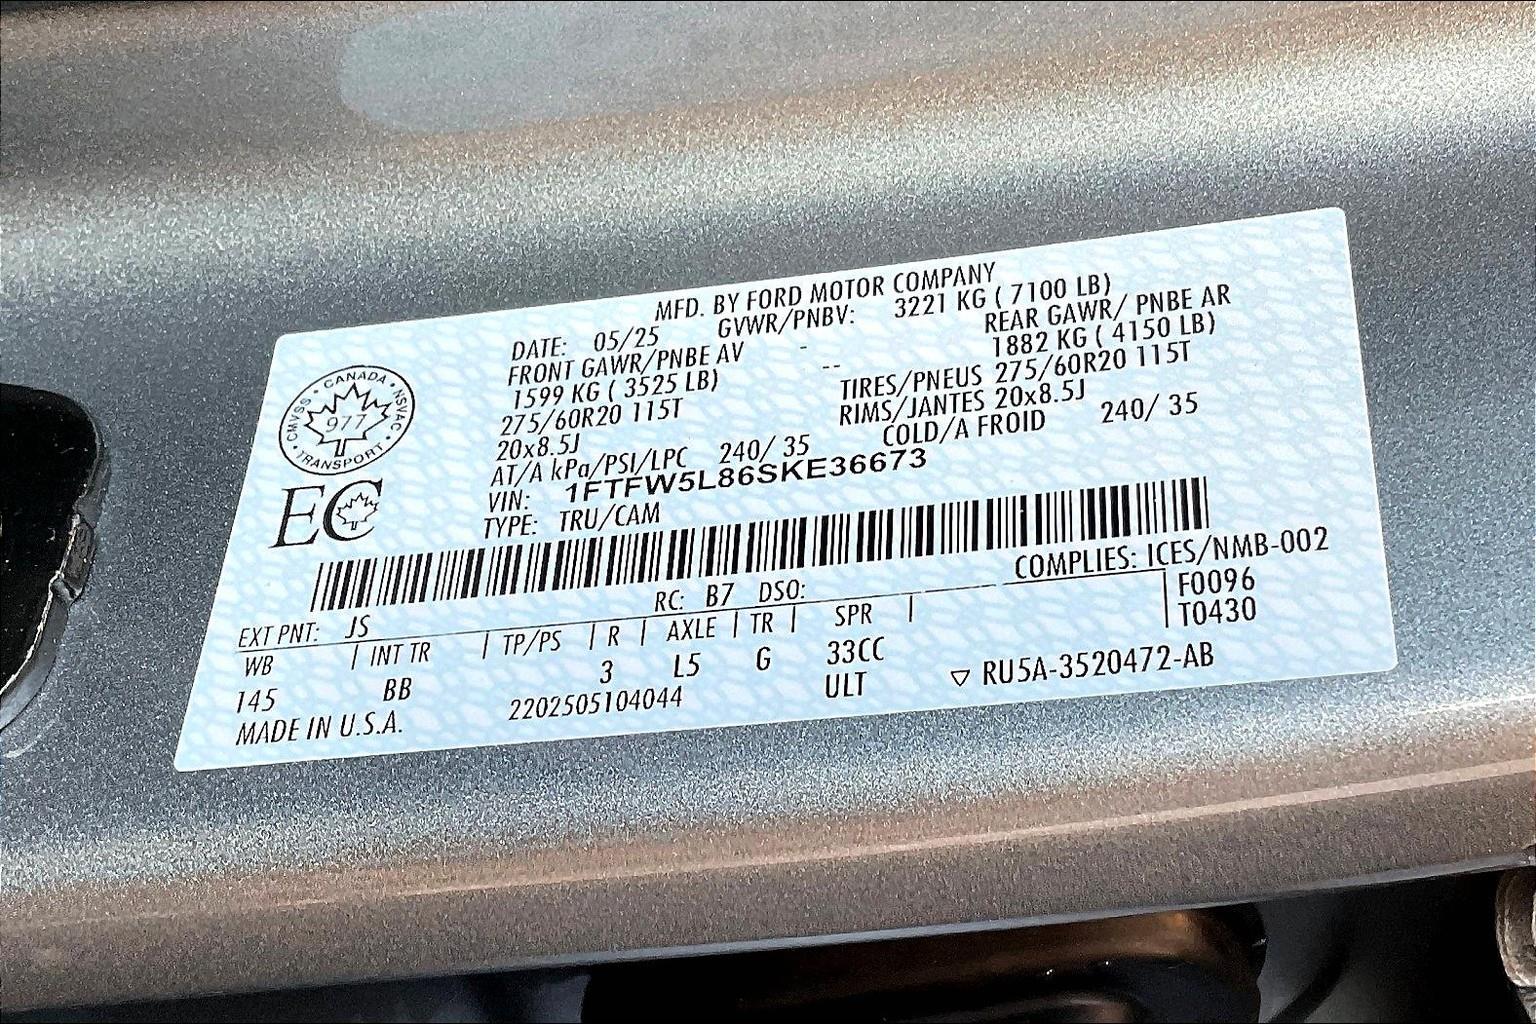 MFD. BY FORD MOTOR COMPANY
DATE: 05/25 GVWR/PNBV: 3221 KG ( 7100 LB)
FRONT GAWR/PNBE AV - REAR GAWR/ PNBE AR
1599 KG ( 3525 LB) -- 1882 KG ( 4150 LB)
275/60R20 115T TIRES/PNEUS 275/60R20 115T
20x8.5J RIMS/JANTES 20x8.5J
AT/A kPa/PSI/LPC 240/ 35 COLD/A FROID 240/ 35
VIN: 1FTFW5L86SKE36673
TYPE: TRU/CAM
CANADA
CMVSS
NSVAC
977
TRANSPORT
EC
COMPLIES: ICES/NMB-002
EXT PNT: JS RC: B7 DSO: F0096
WB | INT TR | TP/PS | R | AXLE | TR | SPR | T0430
145 BB 3 L5 G 33CC
MADE IN U.S.A. 2202505104044 ULT ▽ RU5A-3520472-AB